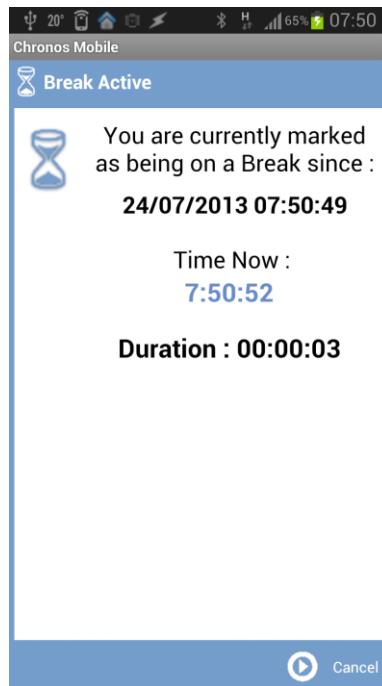 20° H 65% 07:50
Chronos Mobile
Break Active
You are currently marked
as being on a Break since :
24/07/2013 07:50:49
Time Now :
7:50:52
Duration : 00:00:03
Cancel